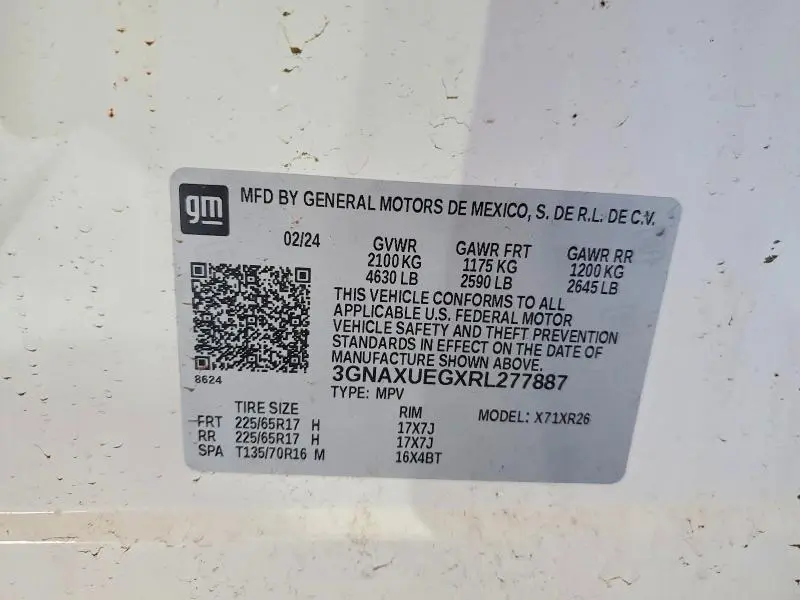 gm MFD BY GENERAL MOTORS DE MEXICO, S. DE R.L. DE C.V.
02/24 GVWR GAWR FRT GAWR RR
2100 KG 1175 KG 1200 KG
4630 LB 2590 LB 2645 LB
THIS VEHICLE CONFORMS TO ALL
APPLICABLE U.S. FEDERAL MOTOR
VEHICLE SAFETY AND THEFT PREVENTION
STANDARDS IN EFFECT ON THE DATE OF
MANUFACTURE SHOWN ABOVE.
8624 3GNAXUEGXRL277887
TYPE: MPV
TIRE SIZE RIM MODEL: X71XR26
FRT 225/65R17 H 17X7J
RR 225/65R17 H 17X7J
SPA T135/70R16 M 16X4BT